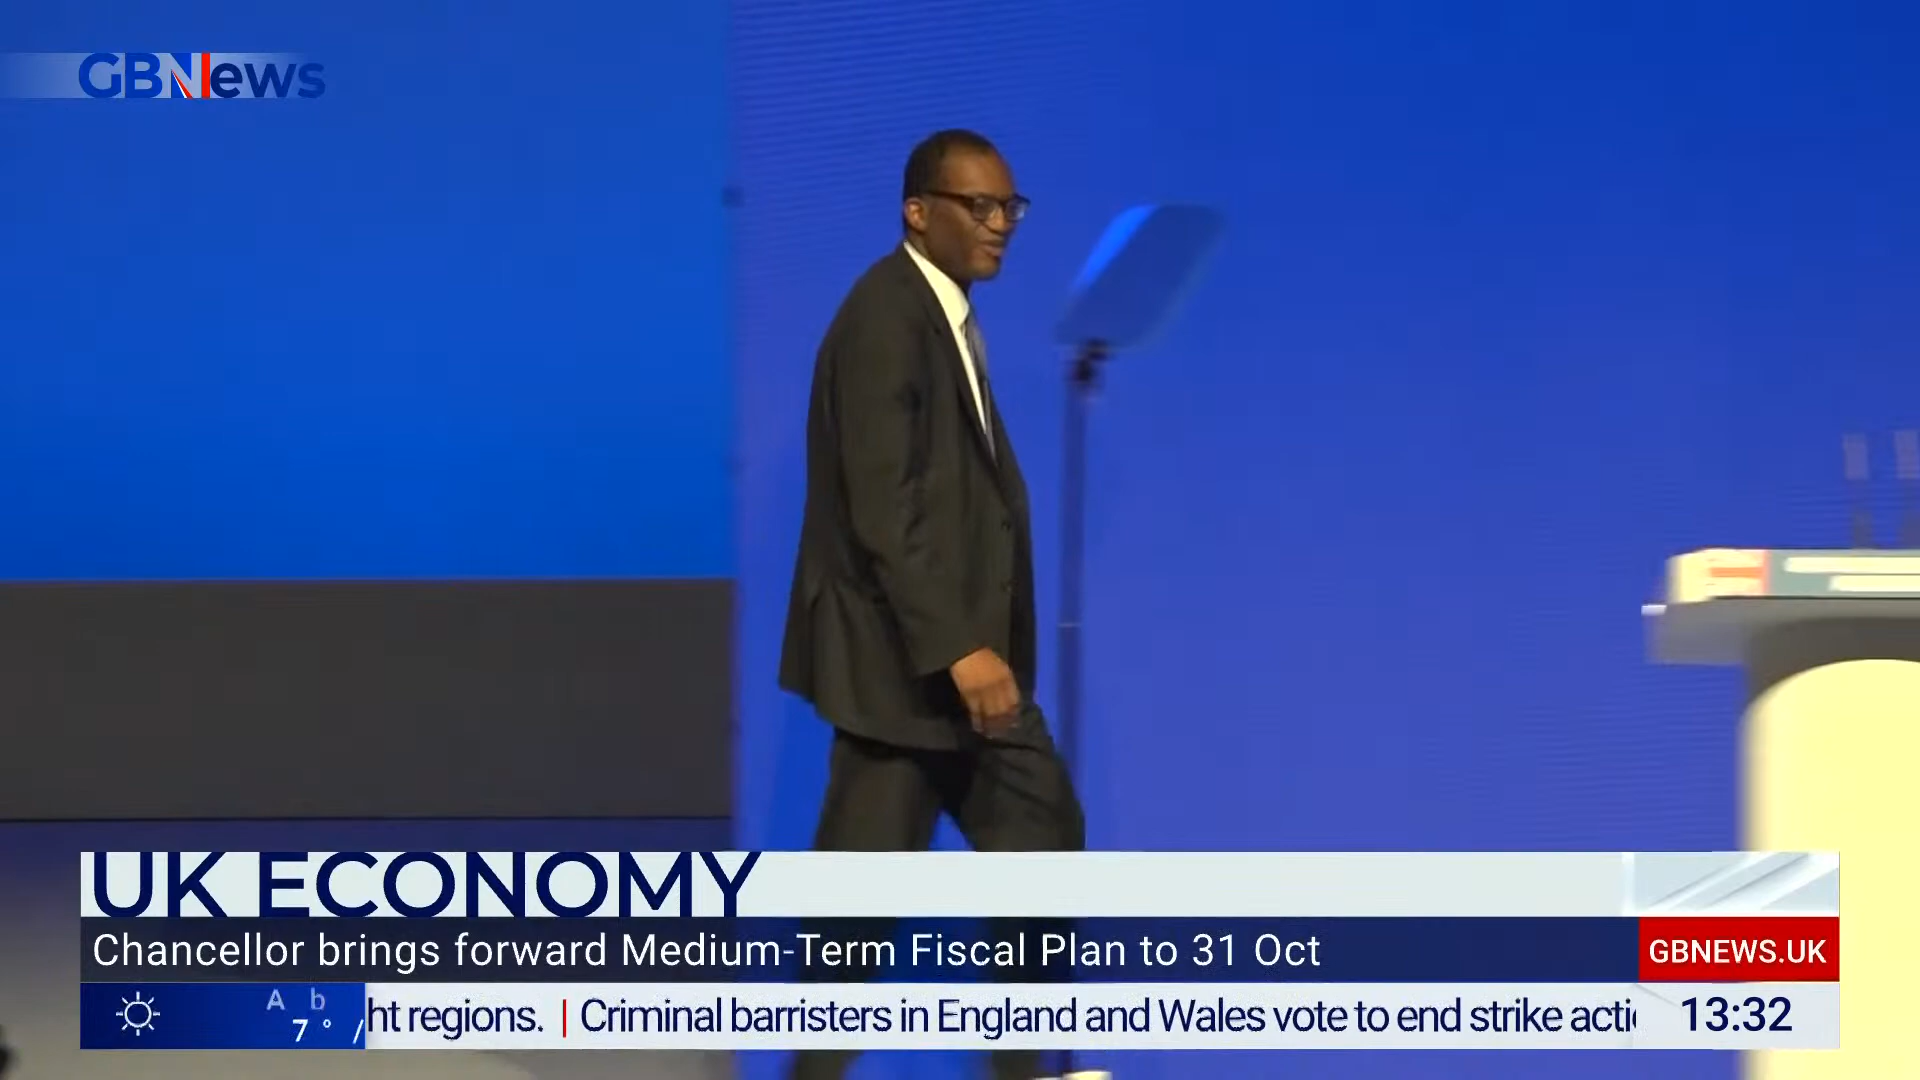 GBNews
UK ECONOMY
Chancellor brings forward Medium-Term Fiscal Plan to 31 Oct
GBNEWS.UK
A b
7 ° /
ht regions. | Criminal barristers in England and Wales vote to end strike acti
13:32